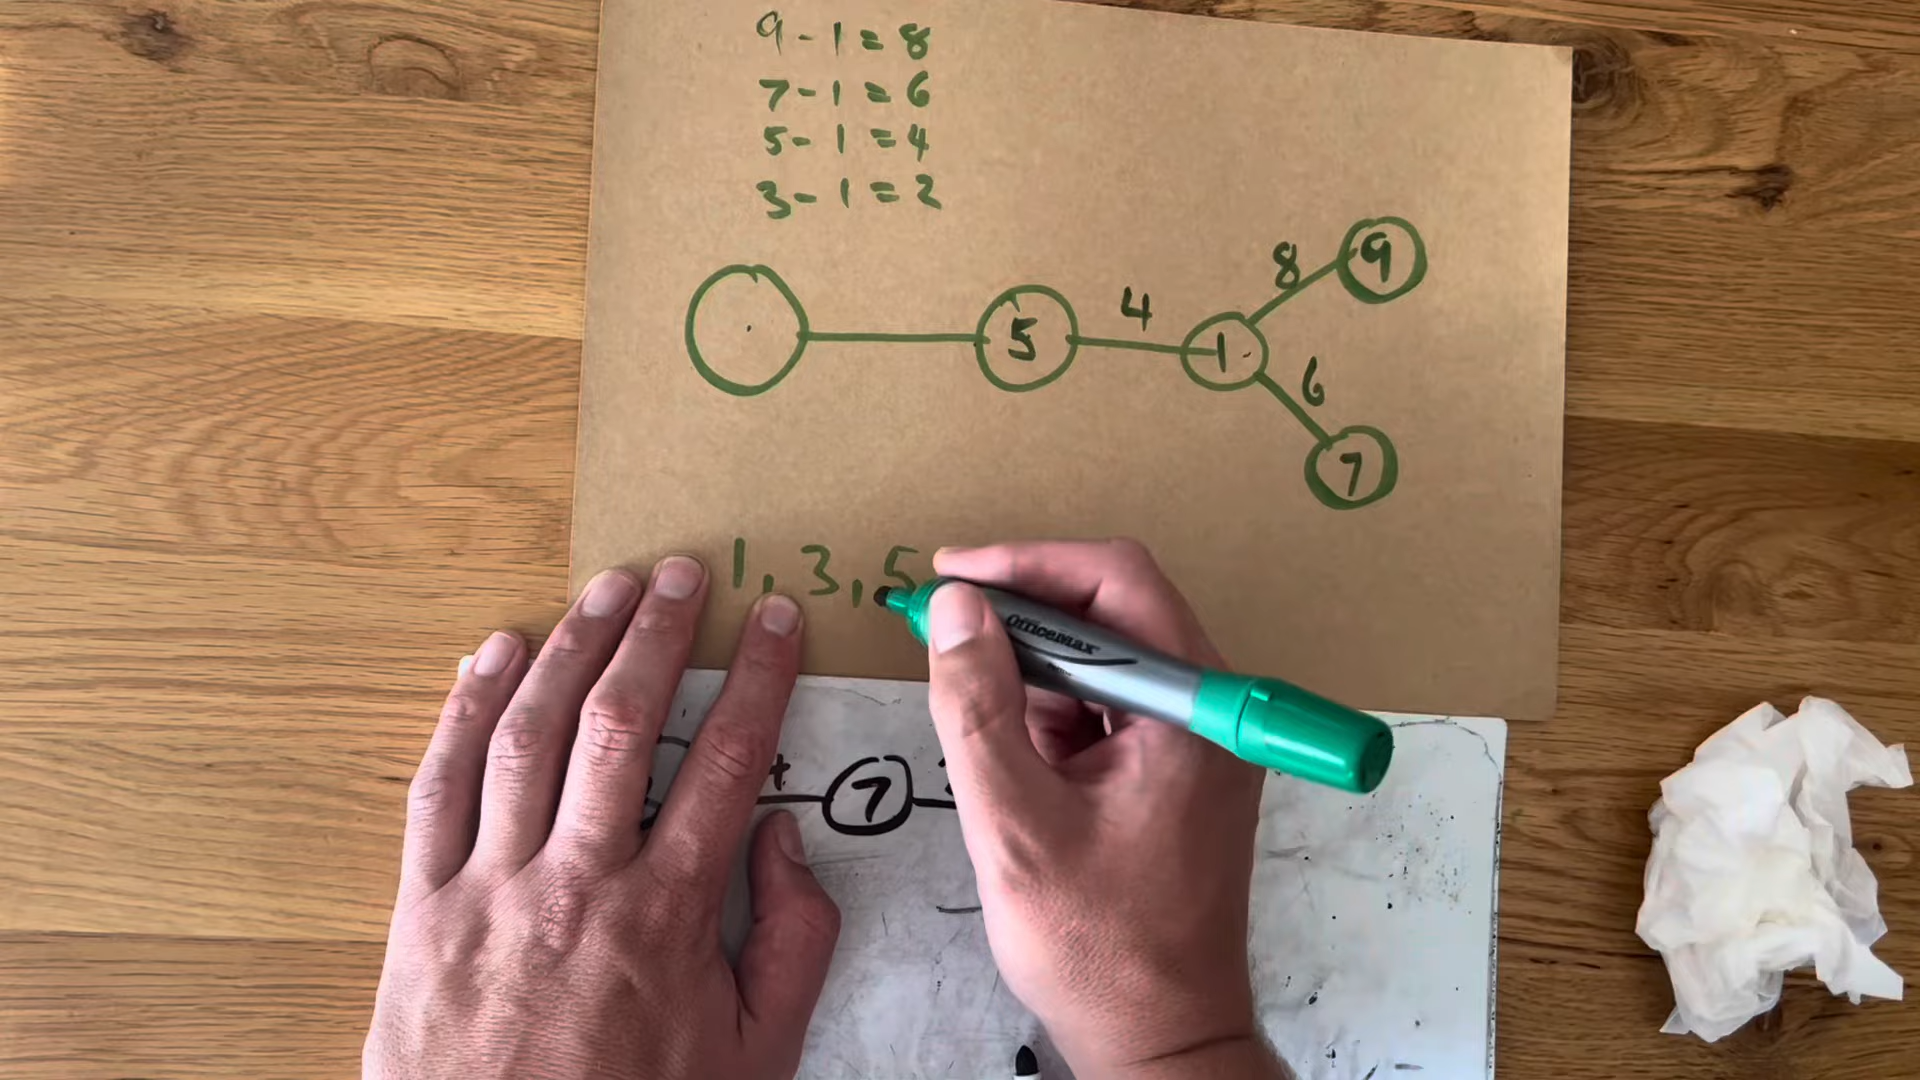 9 - 1 = 8
7 - 1 = 6
5 - 1 = 4
3 - 1 = 2
8 9
5 4 1
6
7
1, 3, 5
OfficeMax
7